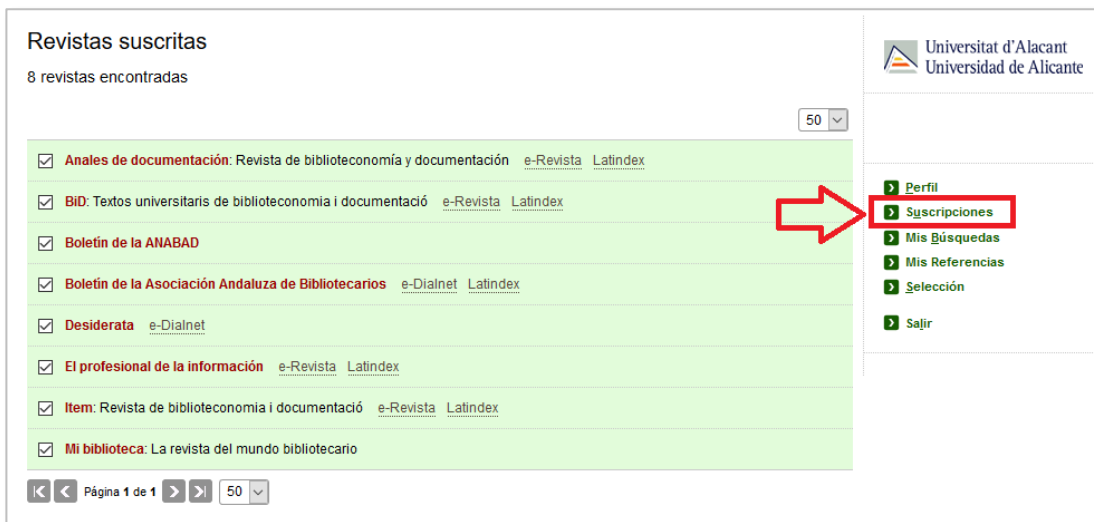 Revistas suscritas
8 revistas encontradas
50
Anales de documentación: Revista de biblioteconomía y documentación e-Revista Latindex
BiD: Textos universitaris de biblioteconomia i documentació e-Revista Latindex
Boletín de la ANABAD
Boletín de la Asociación Andaluza de Bibliotecarios e-Dialnet Latindex
Desiderata e-Dialnet
El profesional de la información e-Revista Latindex
Item: Revista de biblioteconomia i documentació e-Revista Latindex
Mi biblioteca: La revista del mundo bibliotecario
Página 1 de 1 50
Universitat d'Alacant
Universidad de Alicante
Perfil
Suscripciones
Mis Búsquedas
Mis Referencias
Selección
Salir